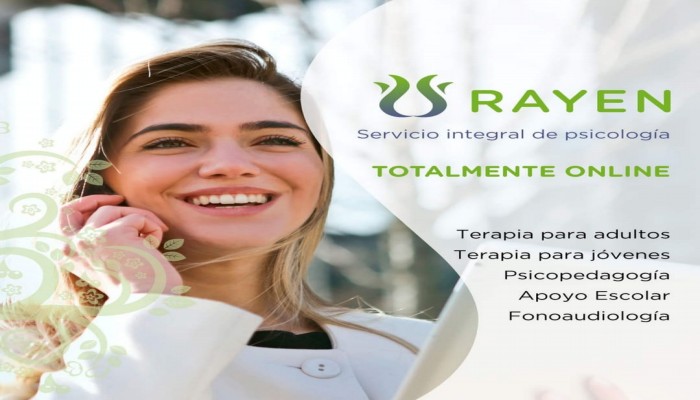 RAYEN
Servicio integral de psicología
TOTALMENTE ONLINE
Terapia para adultos
Terapia para jóvenes
Psicopedagogía
Apoyo Escolar
Fonoaudiología